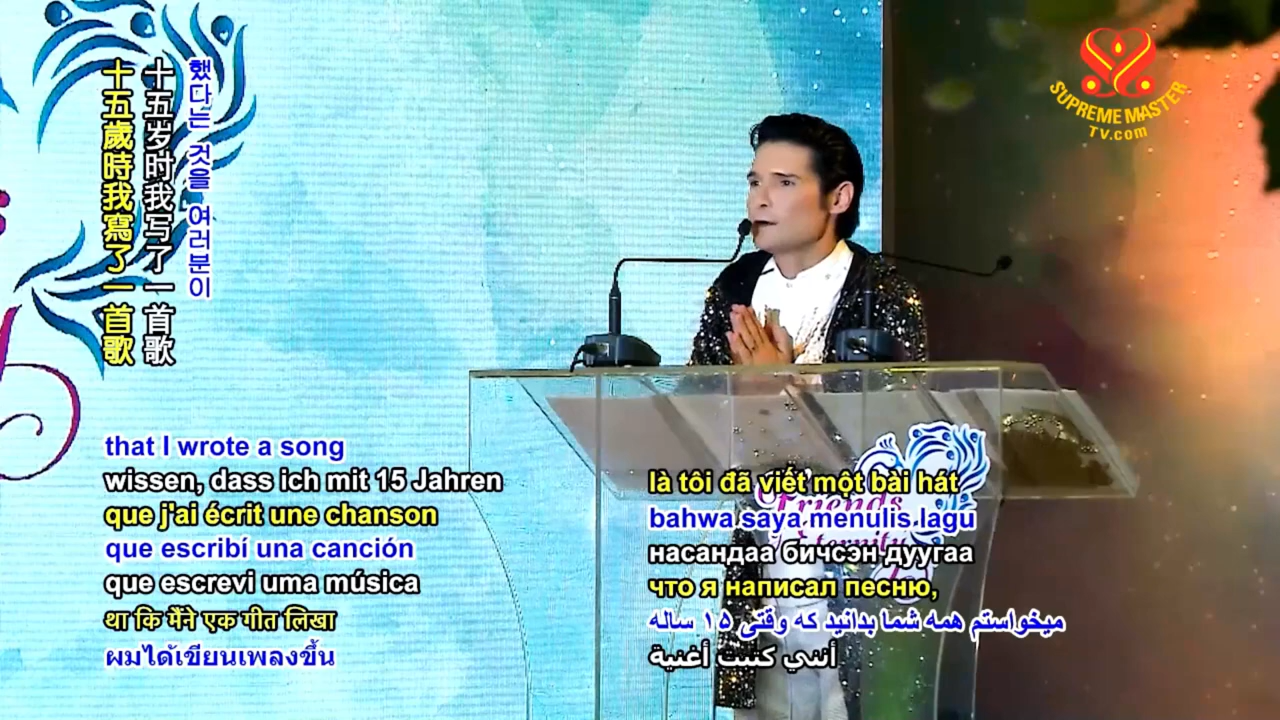 SUPREME MASTER
TV.com
했다는 것을 여러분이
十五岁时我写了一首歌
十五歲時我寫了一首歌
that I wrote a song
wissen, dass ich mit 15 Jahren
que j'ai écrit une chanson
que escribí una canción
que escrevi uma música
था कि मैंने एक गीत लिखा
ผมได้เขียนเพลงขึ้น
là tôi đã viết một bài hát
Friends
bahwa saya menulis lagu
Eternity
насандаа бичсэн дуугаа
что я написал песню,
میخواستم همه شما بدانید که وقتی ۱۵ ساله
أنني كتبت أغنية